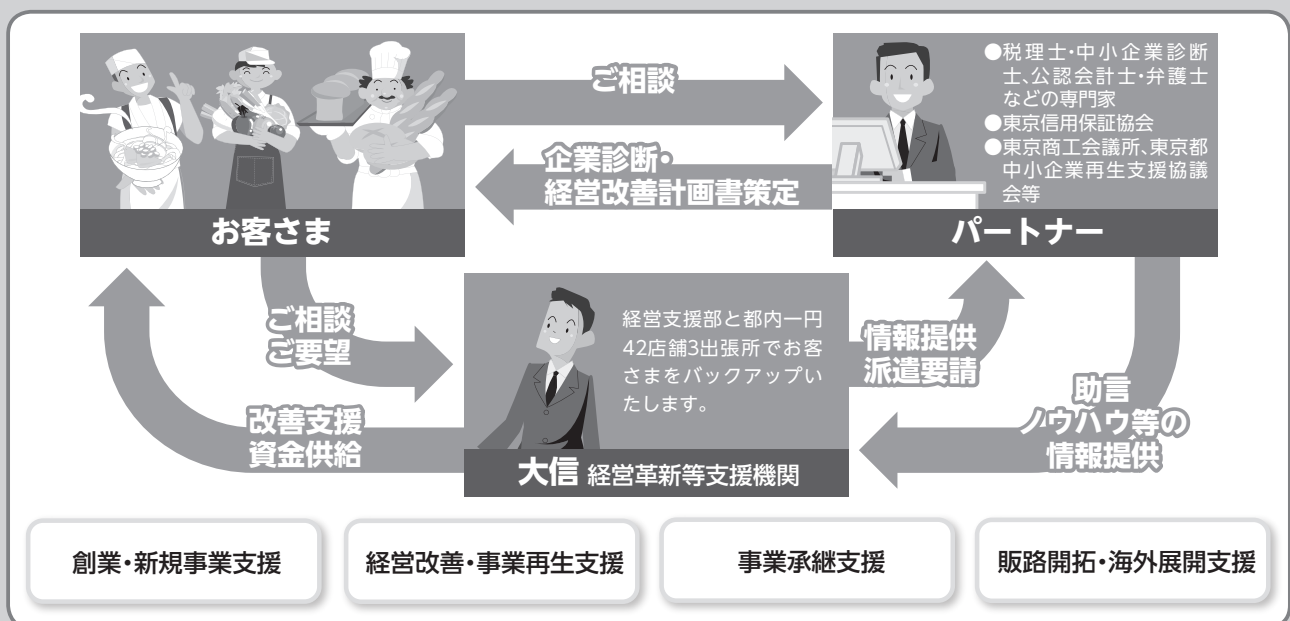 ご相談
企業診断・
経営改善計画書策定
お客さま
●税理士・中小企業診断
士、公認会計士・弁護士
などの専門家
●東京信用保証協会
●東京商工会議所、東京都
中小企業再生支援協議
会等
パートナー
ご相談
ご要望
経営支援部と都内一円
42店舗3出張所でお客
さまをバックアップい
たします。
情報提供
派遣要請
改善支援
資金供給
助言
ノウハウ等の
情報提供
大信 経営革新等支援機関
創業・新規事業支援
経営改善・事業再生支援
事業承継支援
販路開拓・海外展開支援